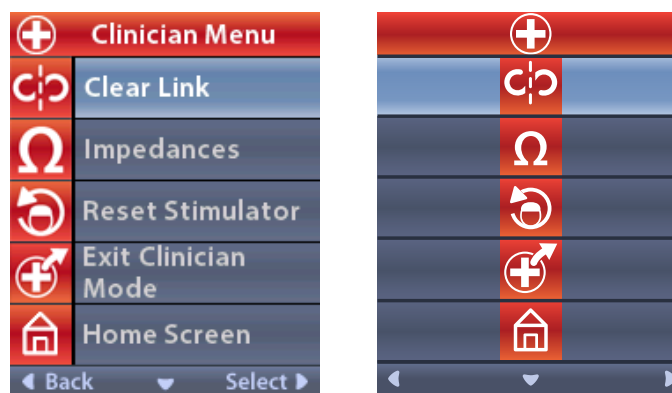 Clinician Menu
Clear Link
Impedances
Ω
Reset Stimulator
Exit Clinician
Mode
Home Screen
Back Select